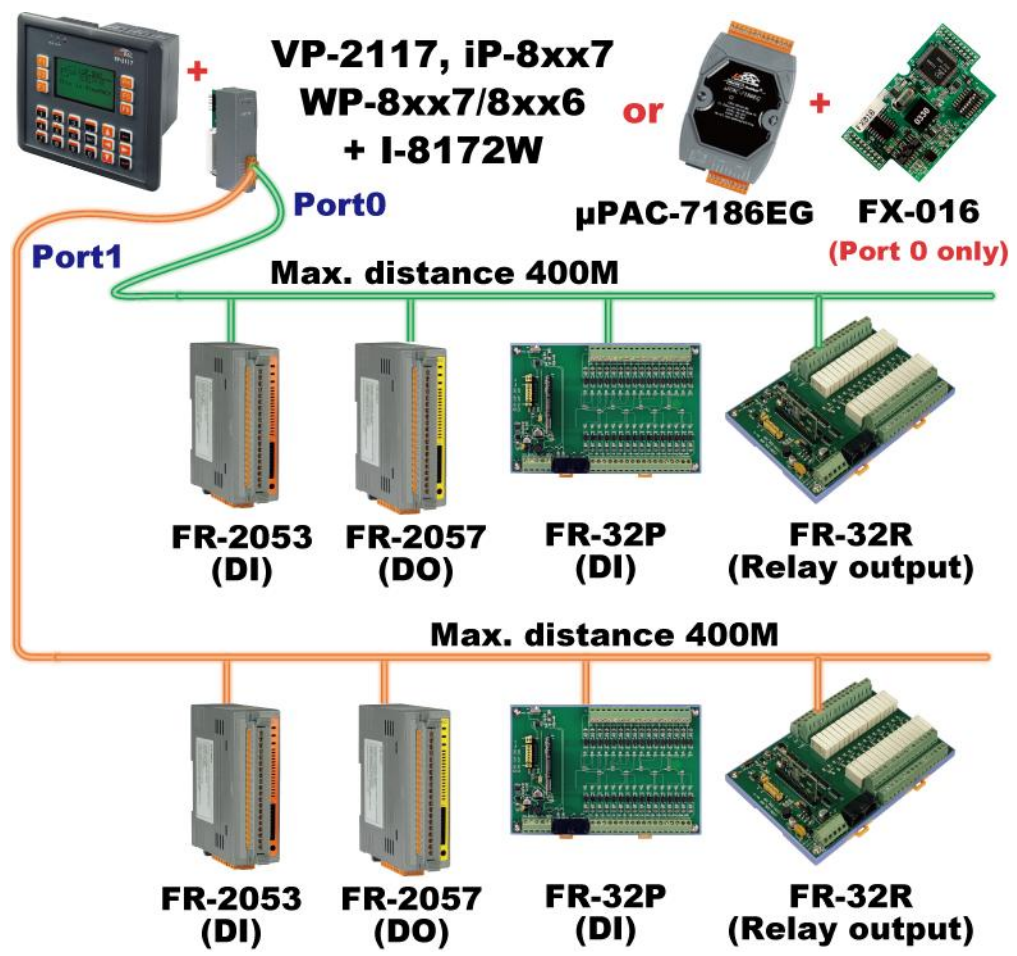 VP-2117, iP-8xx7
WP-8xx7/8xx6
+ I-8172W
+
or
+
µPAC-7186EG
FX-016
(Port 0 only)
Port0
Port1
Max. distance 400M
FR-2053
(DI)
FR-2057
(DO)
FR-32P
(DI)
FR-32R
(Relay output)
Max. distance 400M
FR-2053
(DI)
FR-2057
(DO)
FR-32P
(DI)
FR-32R
(Relay output)